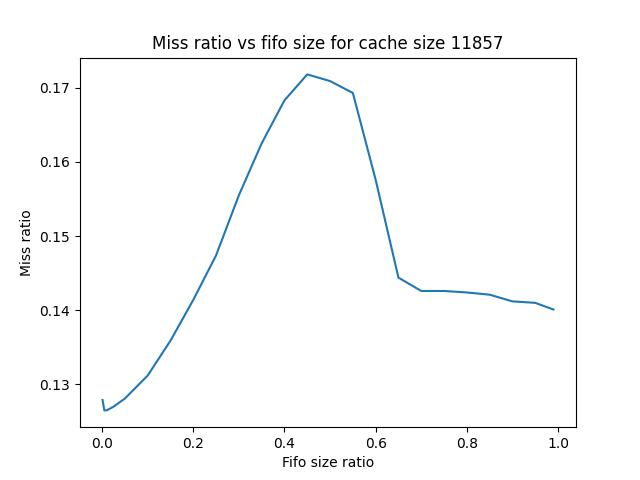 Miss ratio vs fifo size for cache size 11857
0.17
0.16
0.15
0.14
0.13
Miss ratio
0.0 0.2 0.4 0.6 0.8 1.0
Fifo size ratio